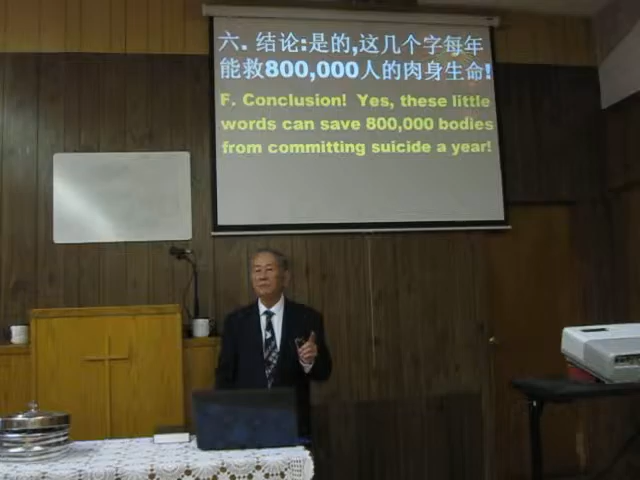 六. 结论:是的,这几个字每年
能救800,000人的肉身生命!
F. Conclusion! Yes, these little
words can save 800,000 bodies
from committing suicide a year!